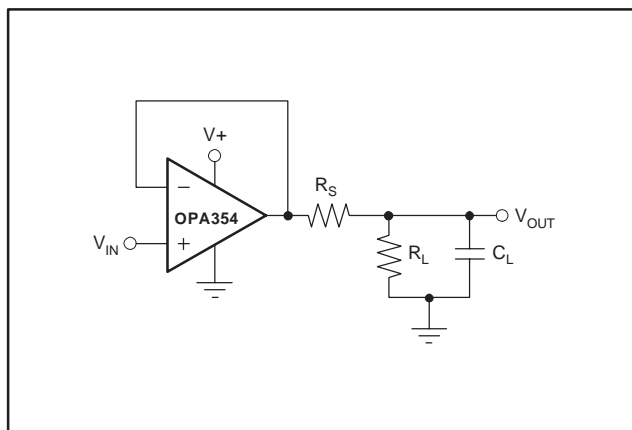 V+
−
OPA354
+
V_IN
R_S
V_OUT
R_L
C_L